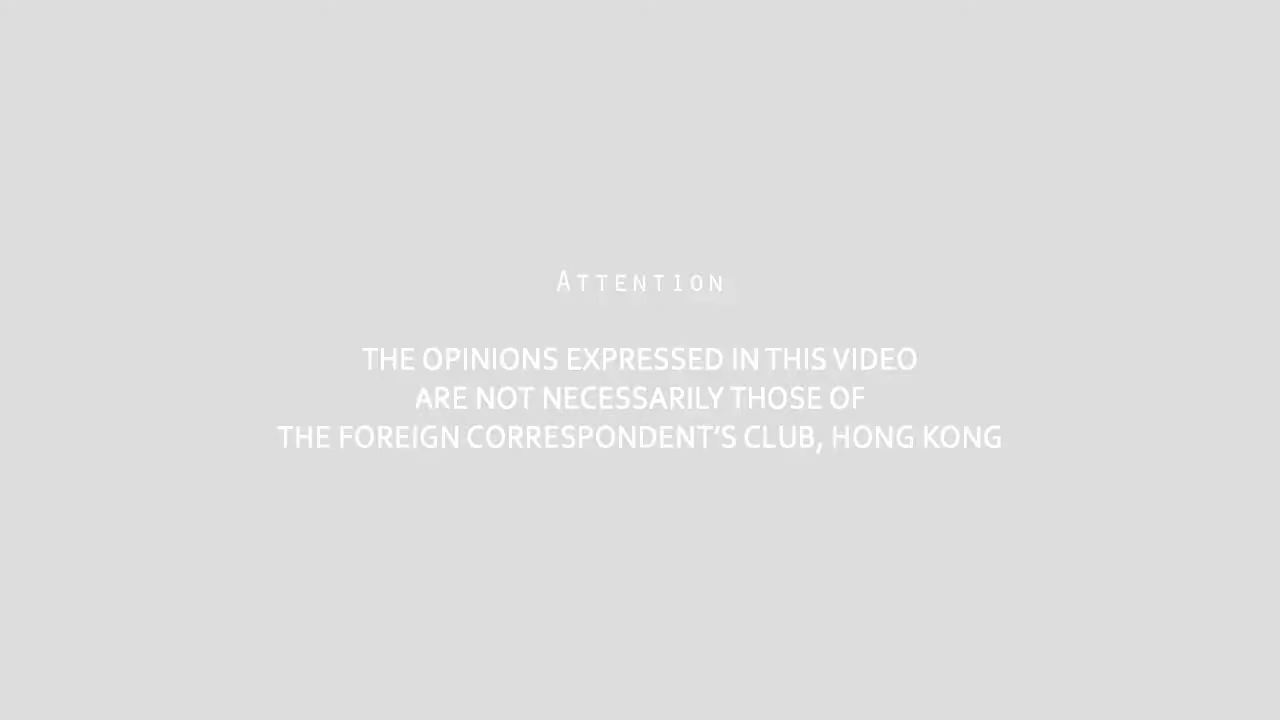 Attention
THE OPINIONS EXPRESSED IN THIS VIDEO
ARE NOT NECESSARILY THOSE OF
THE FOREIGN CORRESPONDENT'S CLUB, HONG KONG